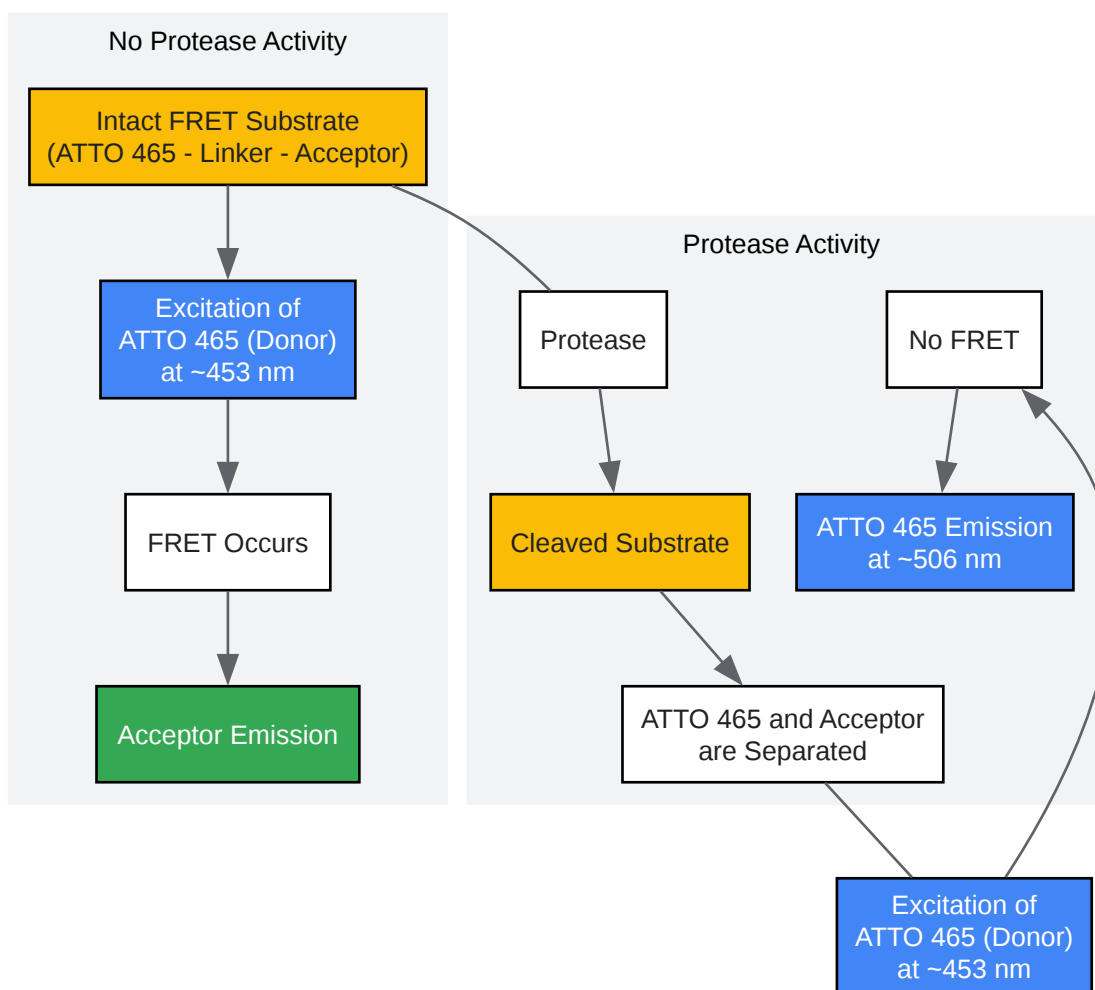 No Protease Activity
Intact FRET Substrate
(ATTO 465 - Linker - Acceptor)
Excitation of
ATTO 465 (Donor)
at ~453 nm
FRET Occurs
Acceptor Emission
Protease Activity
Protease
No FRET
Cleaved Substrate
ATTO 465 Emission
at ~506 nm
ATTO 465 and Acceptor
are Separated
Excitation of
ATTO 465 (Donor)
at ~453 nm